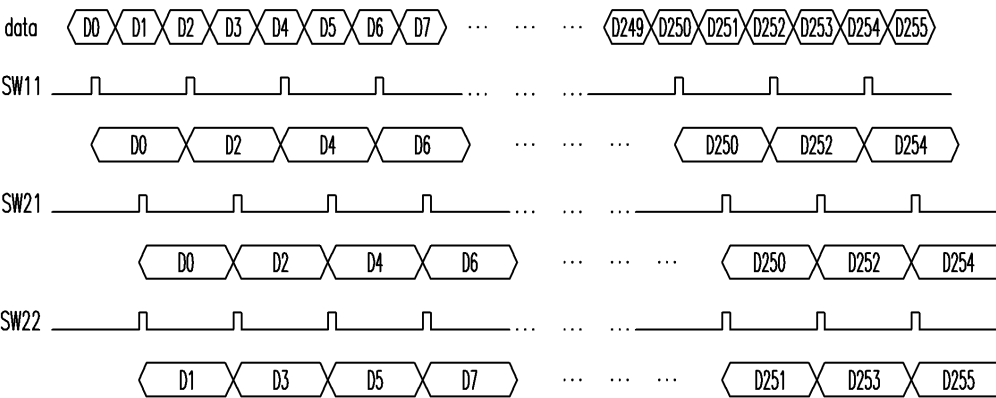 data D0 D1 D2 D3 D4 D5 D6 D7 ... ... ... D249 D250 D251 D252 D253 D254 D255
SW11 ... ... ...
D0 D2 D4 D6 ... ... ... D250 D252 D254
SW21 ... ... ...
D0 D2 D4 D6 ... ... ... D250 D252 D254
SW22 ... ... ...
D1 D3 D5 D7 ... ... ... D251 D253 D255